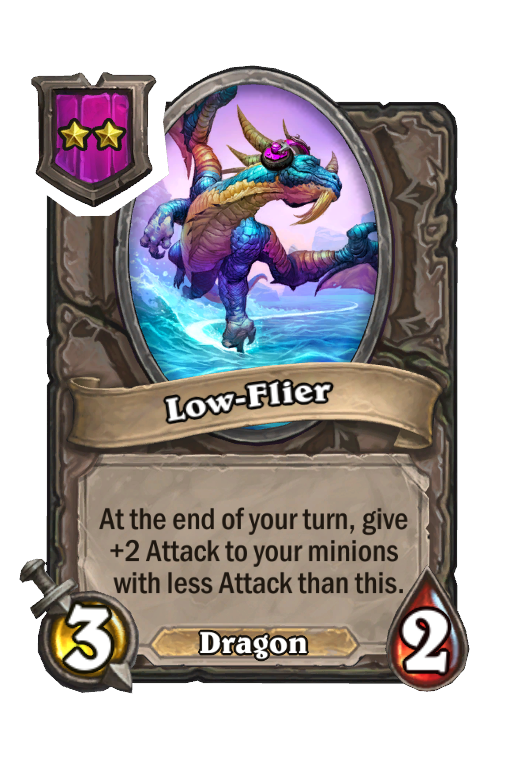 Low-Flier
At the end of your turn, give
+2 Attack to your minions
with less Attack than this.
3
Dragon
2